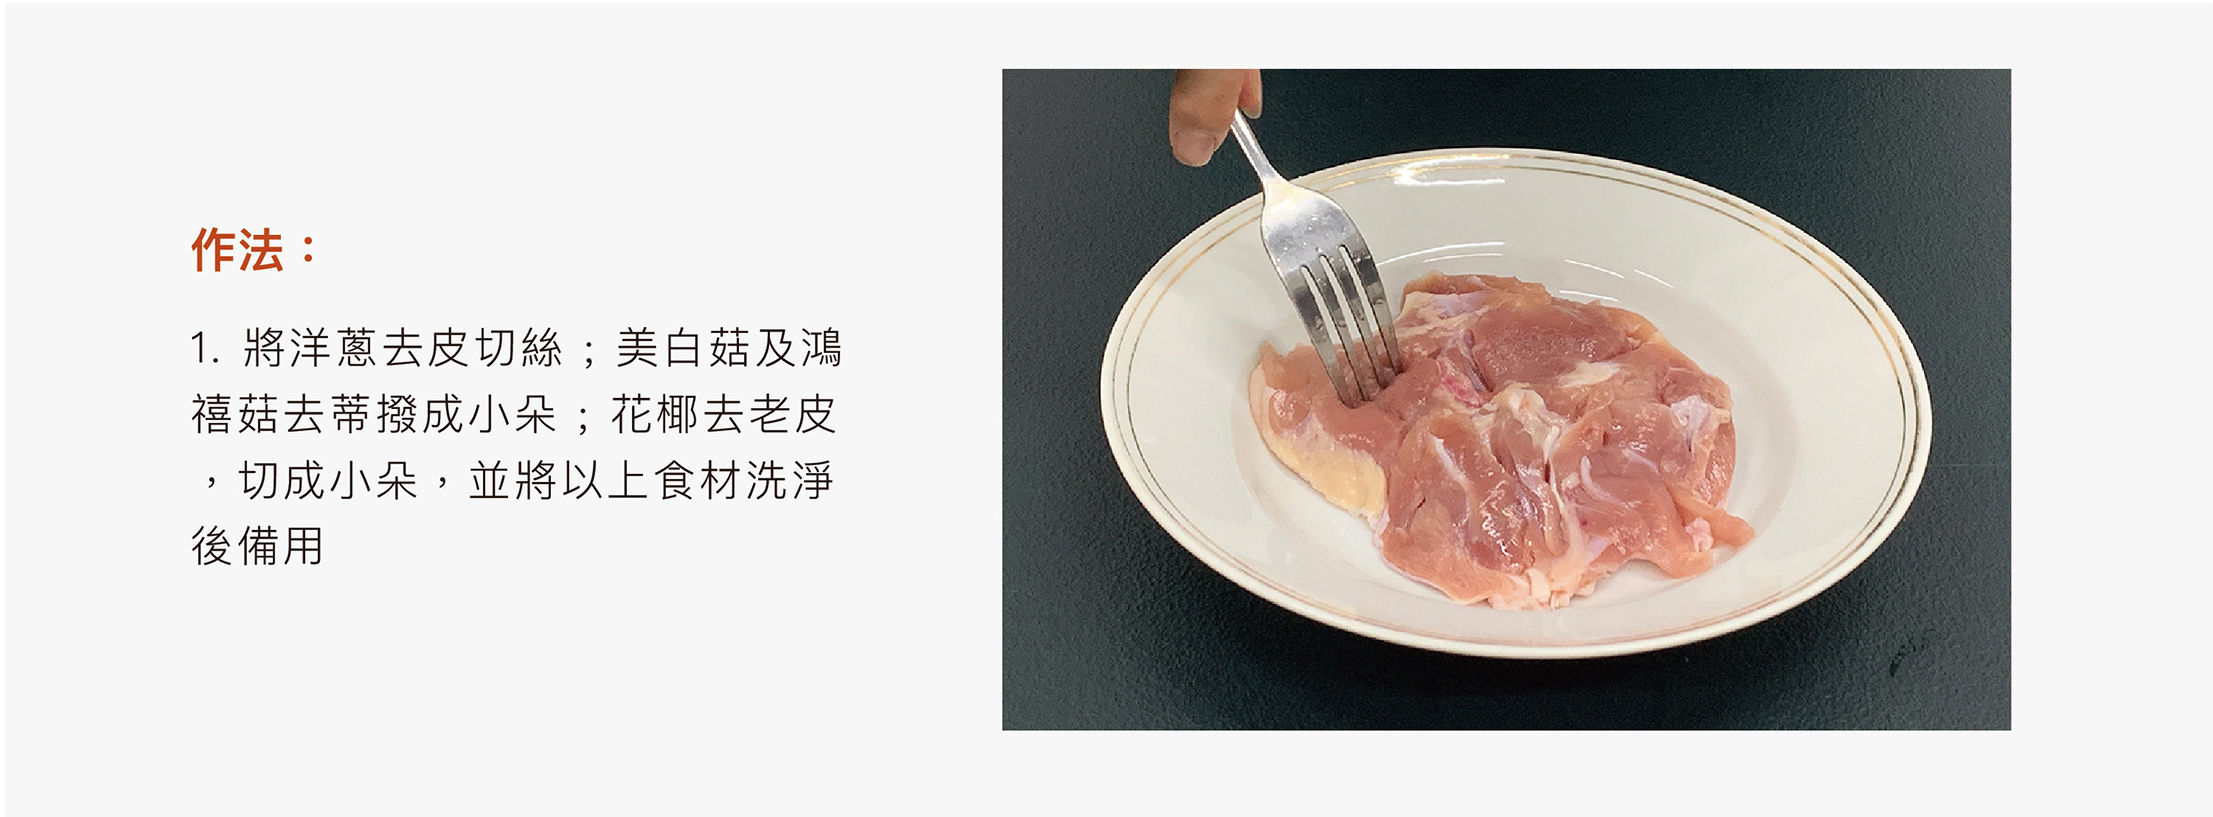 作法：
1. 將洋蔥去皮切絲；美白菇及鴻
禧菇去蒂撥成小朵；花椰去老皮
，切成小朵，並將以上食材洗淨
後備用